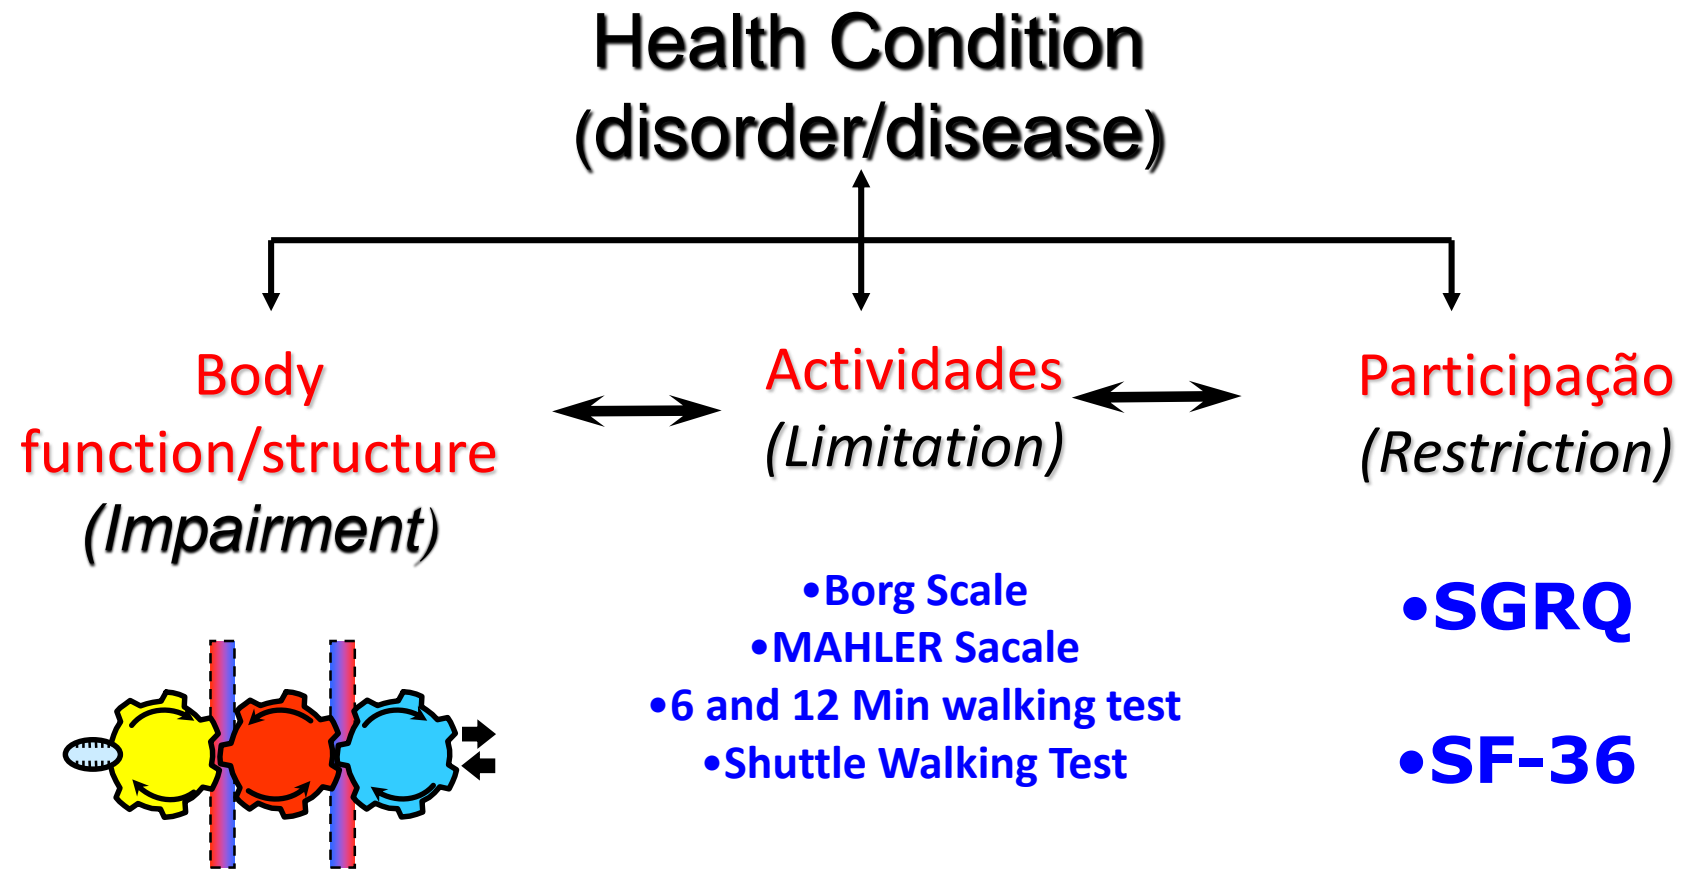 Health Condition
(disorder/disease)
Body
function/structure
(Impairment)
Actividades
(Limitation)
Participação
(Restriction)
•Borg Scale
•MAHLER Sacale
•6 and 12 Min walking test
•Shuttle Walking Test
•SGRQ
•SF-36